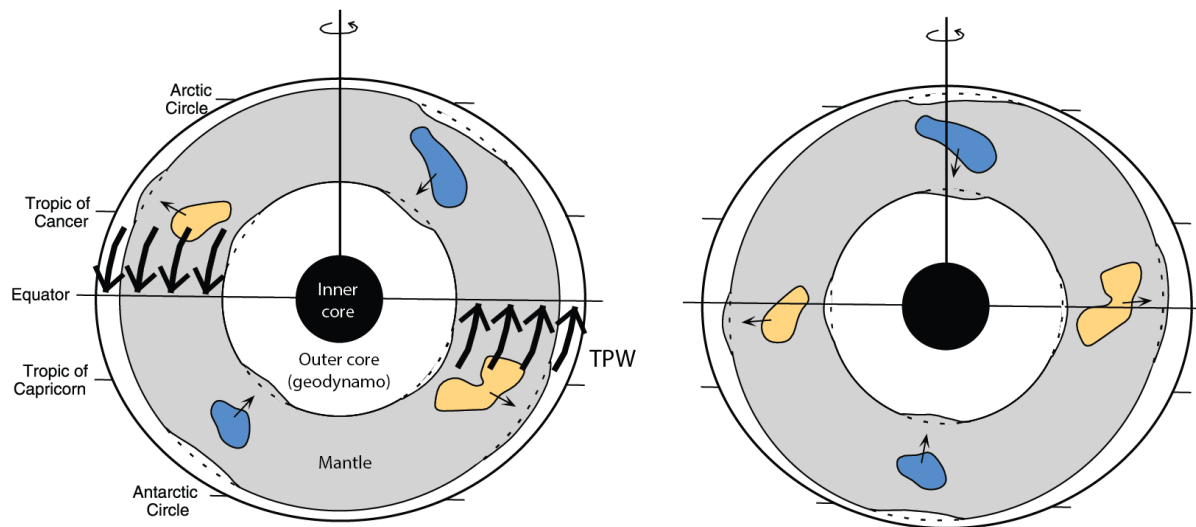 Arctic
Circle
Tropic of
Cancer
Equator
Inner
core
Outer core
(geodynamo)
TPW
Tropic of
Capricorn
Mantle
Antarctic
Circle